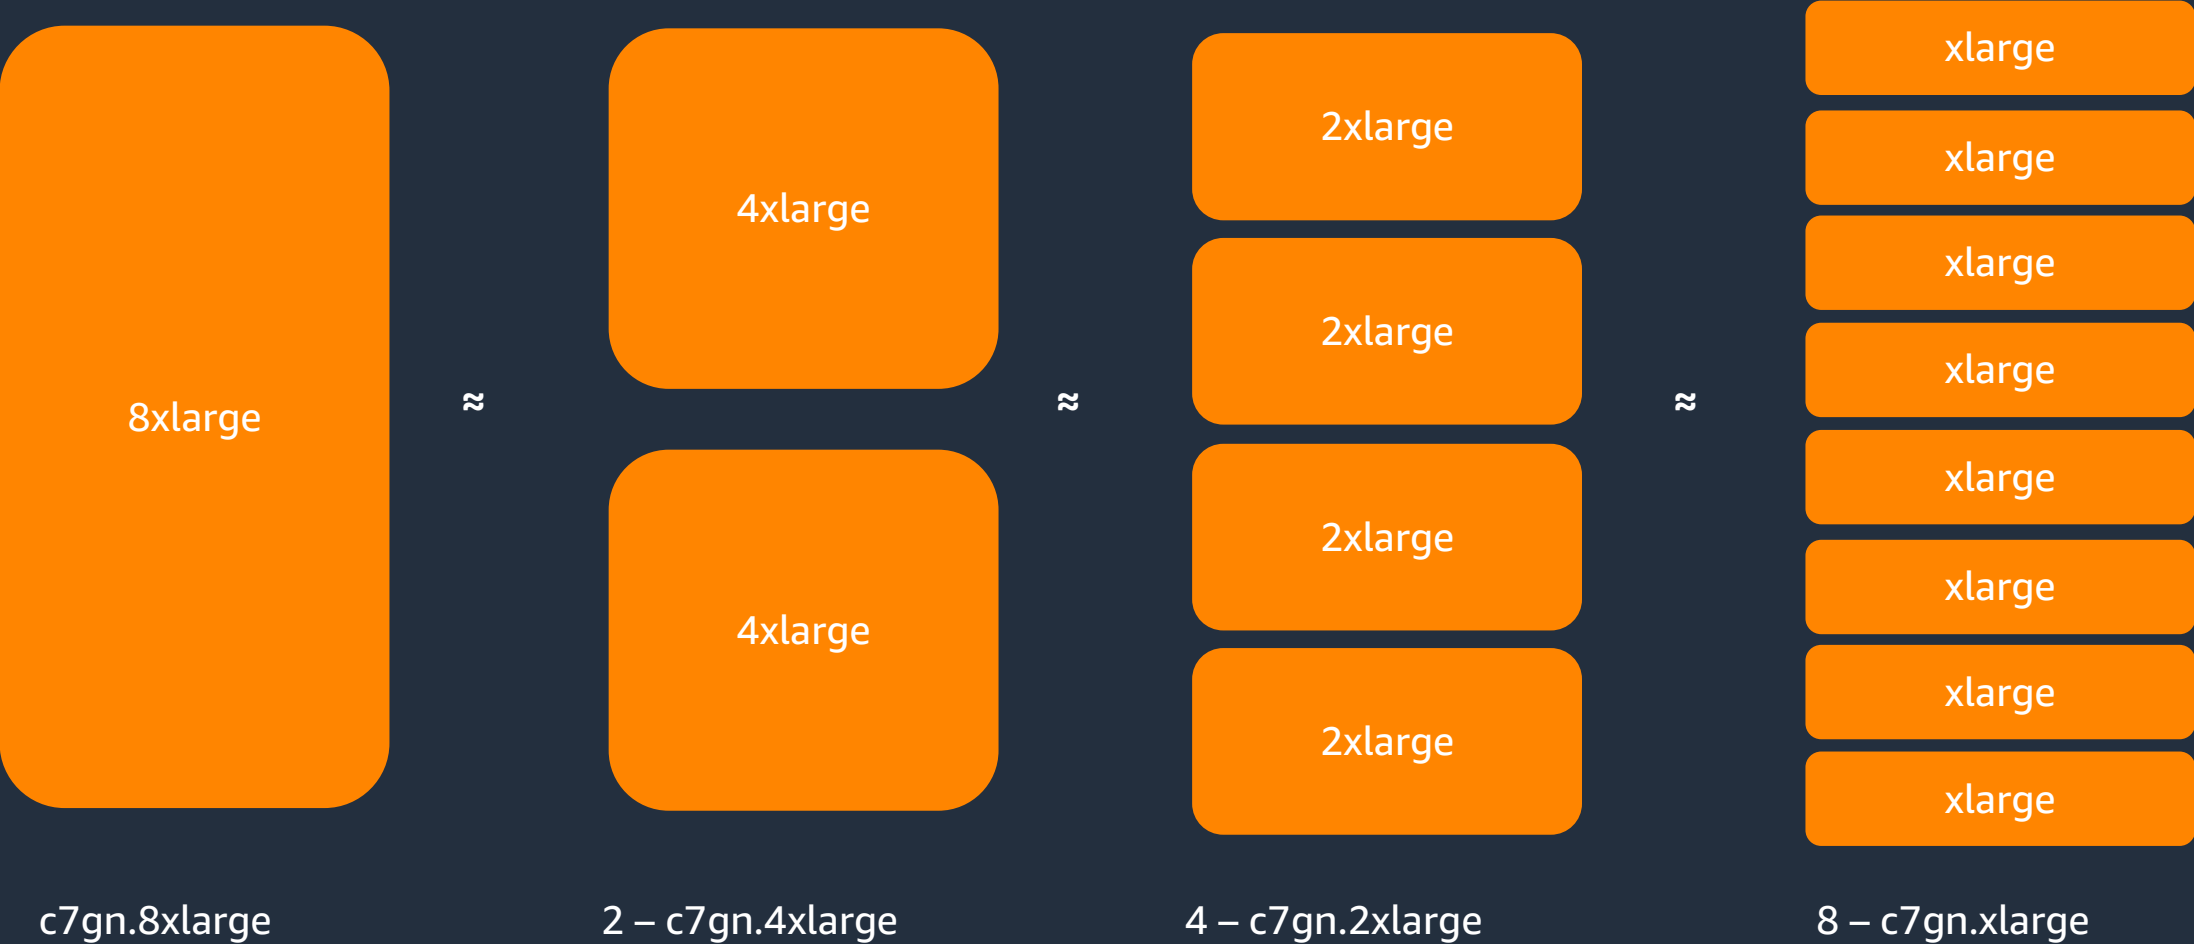 8xlarge
≈
4xlarge
4xlarge
≈
2xlarge
2xlarge
2xlarge
2xlarge
≈
xlarge
xlarge
xlarge
xlarge
xlarge
xlarge
xlarge
xlarge
c7gn.8xlarge
2 – c7gn.4xlarge
4 – c7gn.2xlarge
8 – c7gn.xlarge